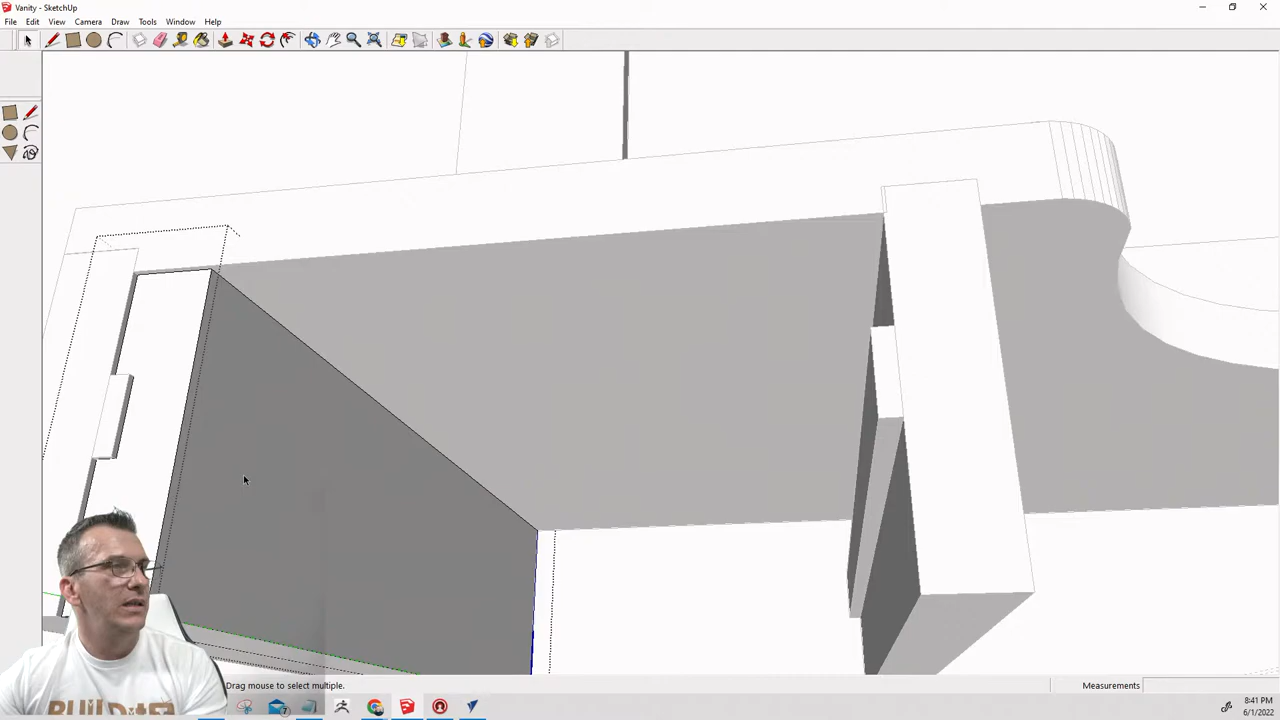 Vanity - SketchUp
File Edit View Camera Draw Tools Window Help
Drag mouse to select multiple.
Measurements
7
8:41 PM
6/1/2022